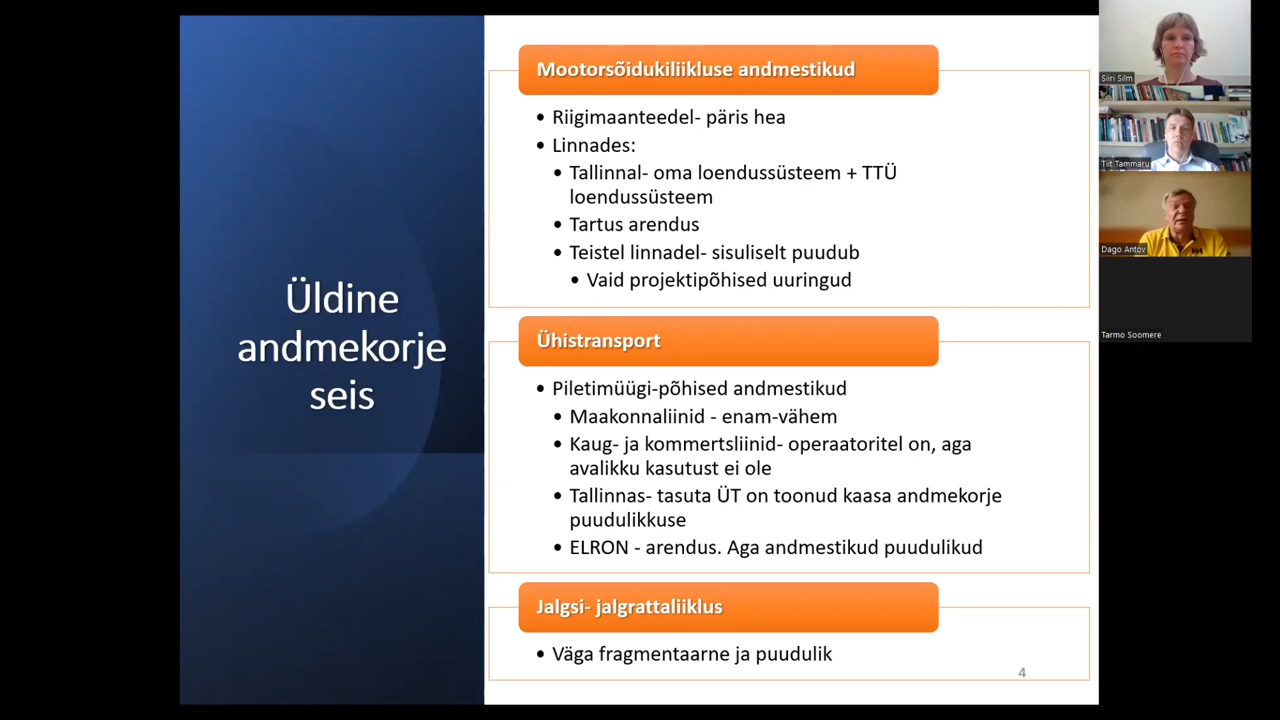 Üldine
andmekorje
seis
Mootorsõidukiliikluse andmestikud
• Riigimaanteedel- päris hea
• Linnades:
• Tallinnal- oma loendussüsteem + TTÜ
loendussüsteem
• Tartus arendus
• Teistel linnadel- sisuliselt puudub
• Vaid projektipõhised uuringud
Ühistransport
• Piletimüügi-põhised andmestikud
• Maakonnaliinid - enam-vähem
• Kaug- ja kommertsliinid- operaatoritel on, aga
avalikku kasutust ei ole
• Tallinnas- tasuta ÜT on toonud kaasa andmekorje
puudulikkuse
• ELRON - arendus. Aga andmestikud puudulikud
Jalgsi- jalgrattaliiklus
• Väga fragmentaarne ja puudulik
4
Siiri Silm
Tiit Tammaru
Dago Antov
HH
Tarmo Soomere